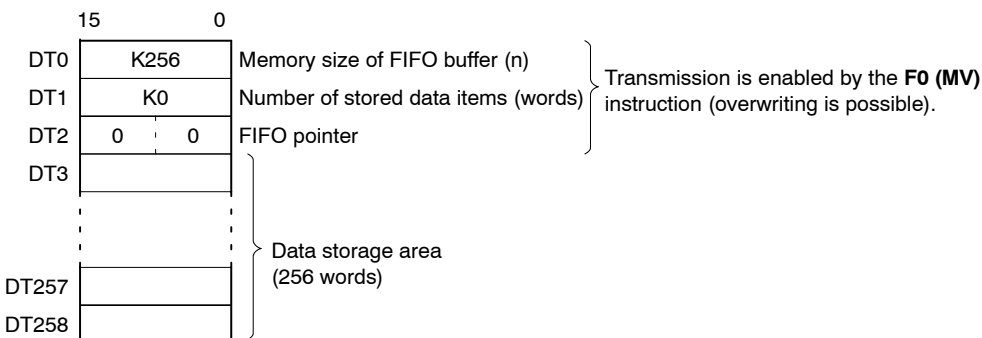 15 0
DT0 K256 Memory size of FIFO buffer (n)
DT1 K0 Number of stored data items (words)
DT2 0 0 FIFO pointer
Transmission is enabled by the F0 (MV)
instruction (overwriting is possible).
DT3
Data storage area
(256 words)
DT257
DT258